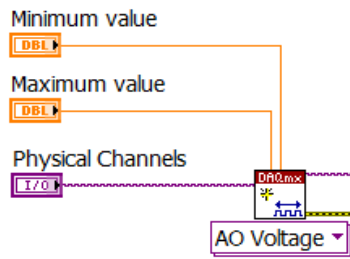 Minimum value
DBL
Maximum value
DBL
Physical Channels
I/O
DAQmx
AO Voltage